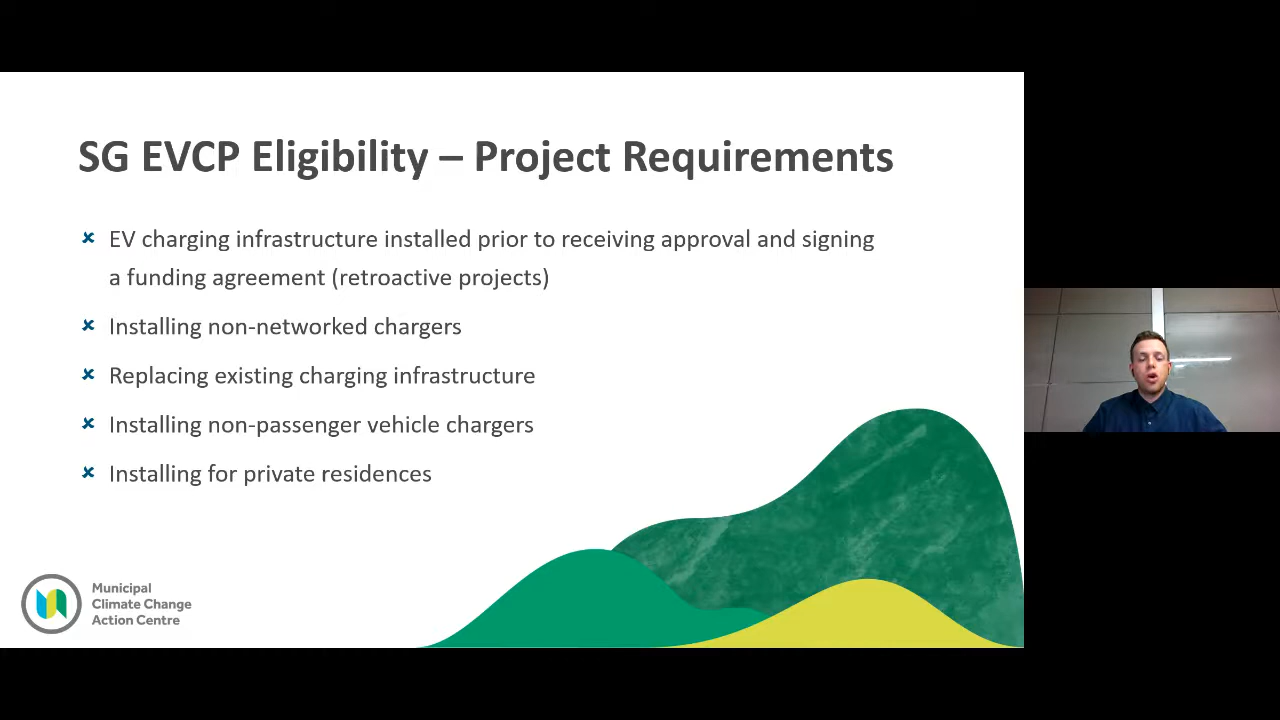 SG EVCP Eligibility – Project Requirements
EV charging infrastructure installed prior to receiving approval and signing
a funding agreement (retroactive projects)
Installing non-networked chargers
Replacing existing charging infrastructure
Installing non-passenger vehicle chargers
Installing for private residences
Municipal
Climate Change
Action Centre